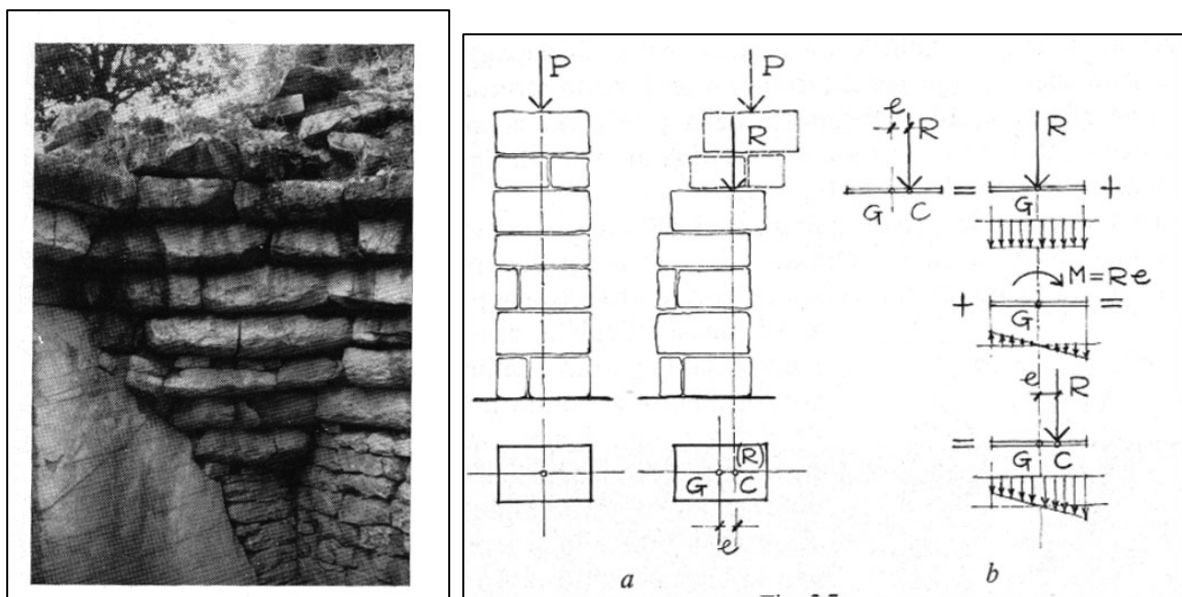 P
P
R
e
R
G C
=
R
G
+
+
M=Re
G
=
e
R
=
G C
G
(R)
C
e
a
b